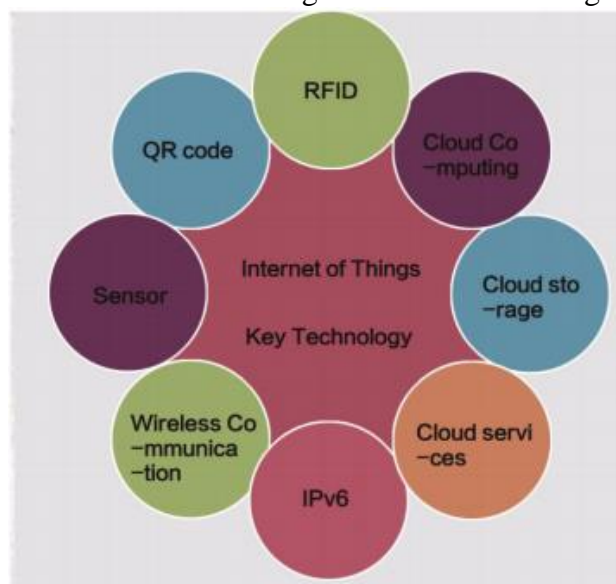 RFID
QR code
Cloud Co
-mputing
Sensor
Internet of Things
Key Technology
Cloud sto
-rage
Wireless Co
-mmunica
-tion
Cloud servi
-ces
IPv6